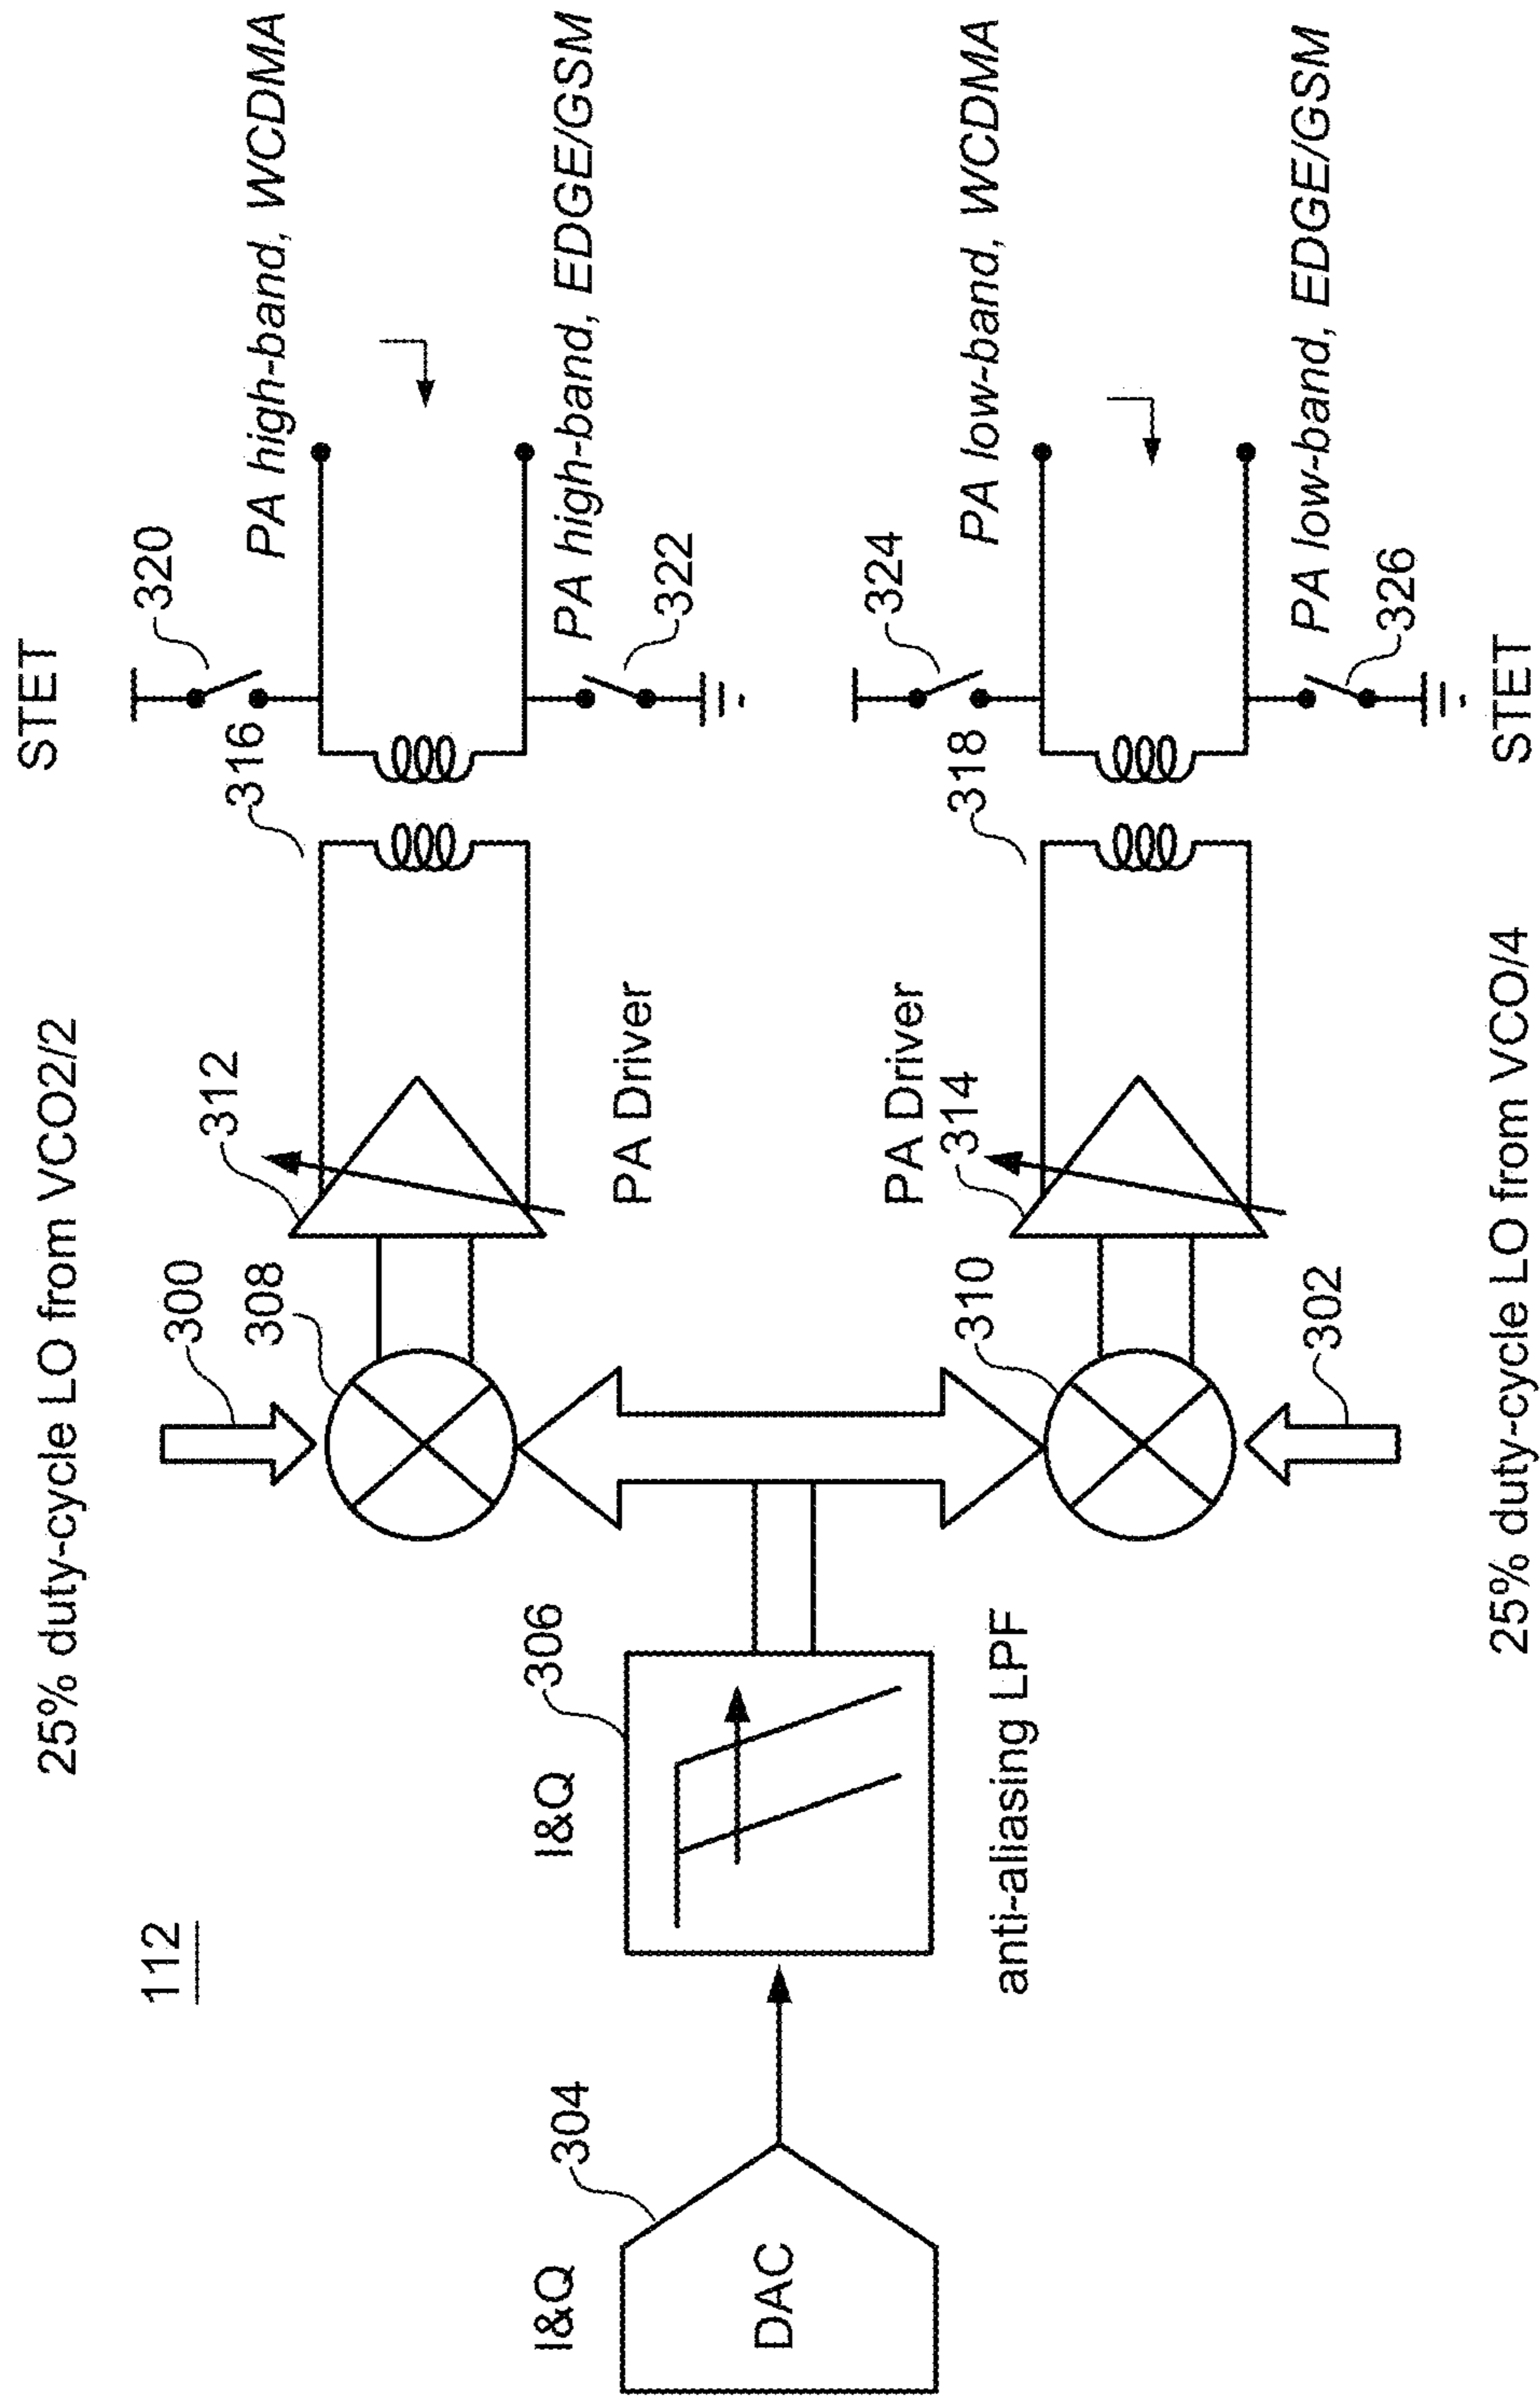 112
25% duty-cycle LO from VCO2/2
STET
I&Q
DAC
304
I&Q
306
anti-aliasing LPF
300
308
312
PA Driver
316
320
PA high-band, WCDMA
PA high-band, EDGE/GSM
322
310
302
PA Driver
314
318
324
PA low-band, WCDMA
PA low-band, EDGE/GSM
326
25% duty-cycle LO from VCO/4
STET